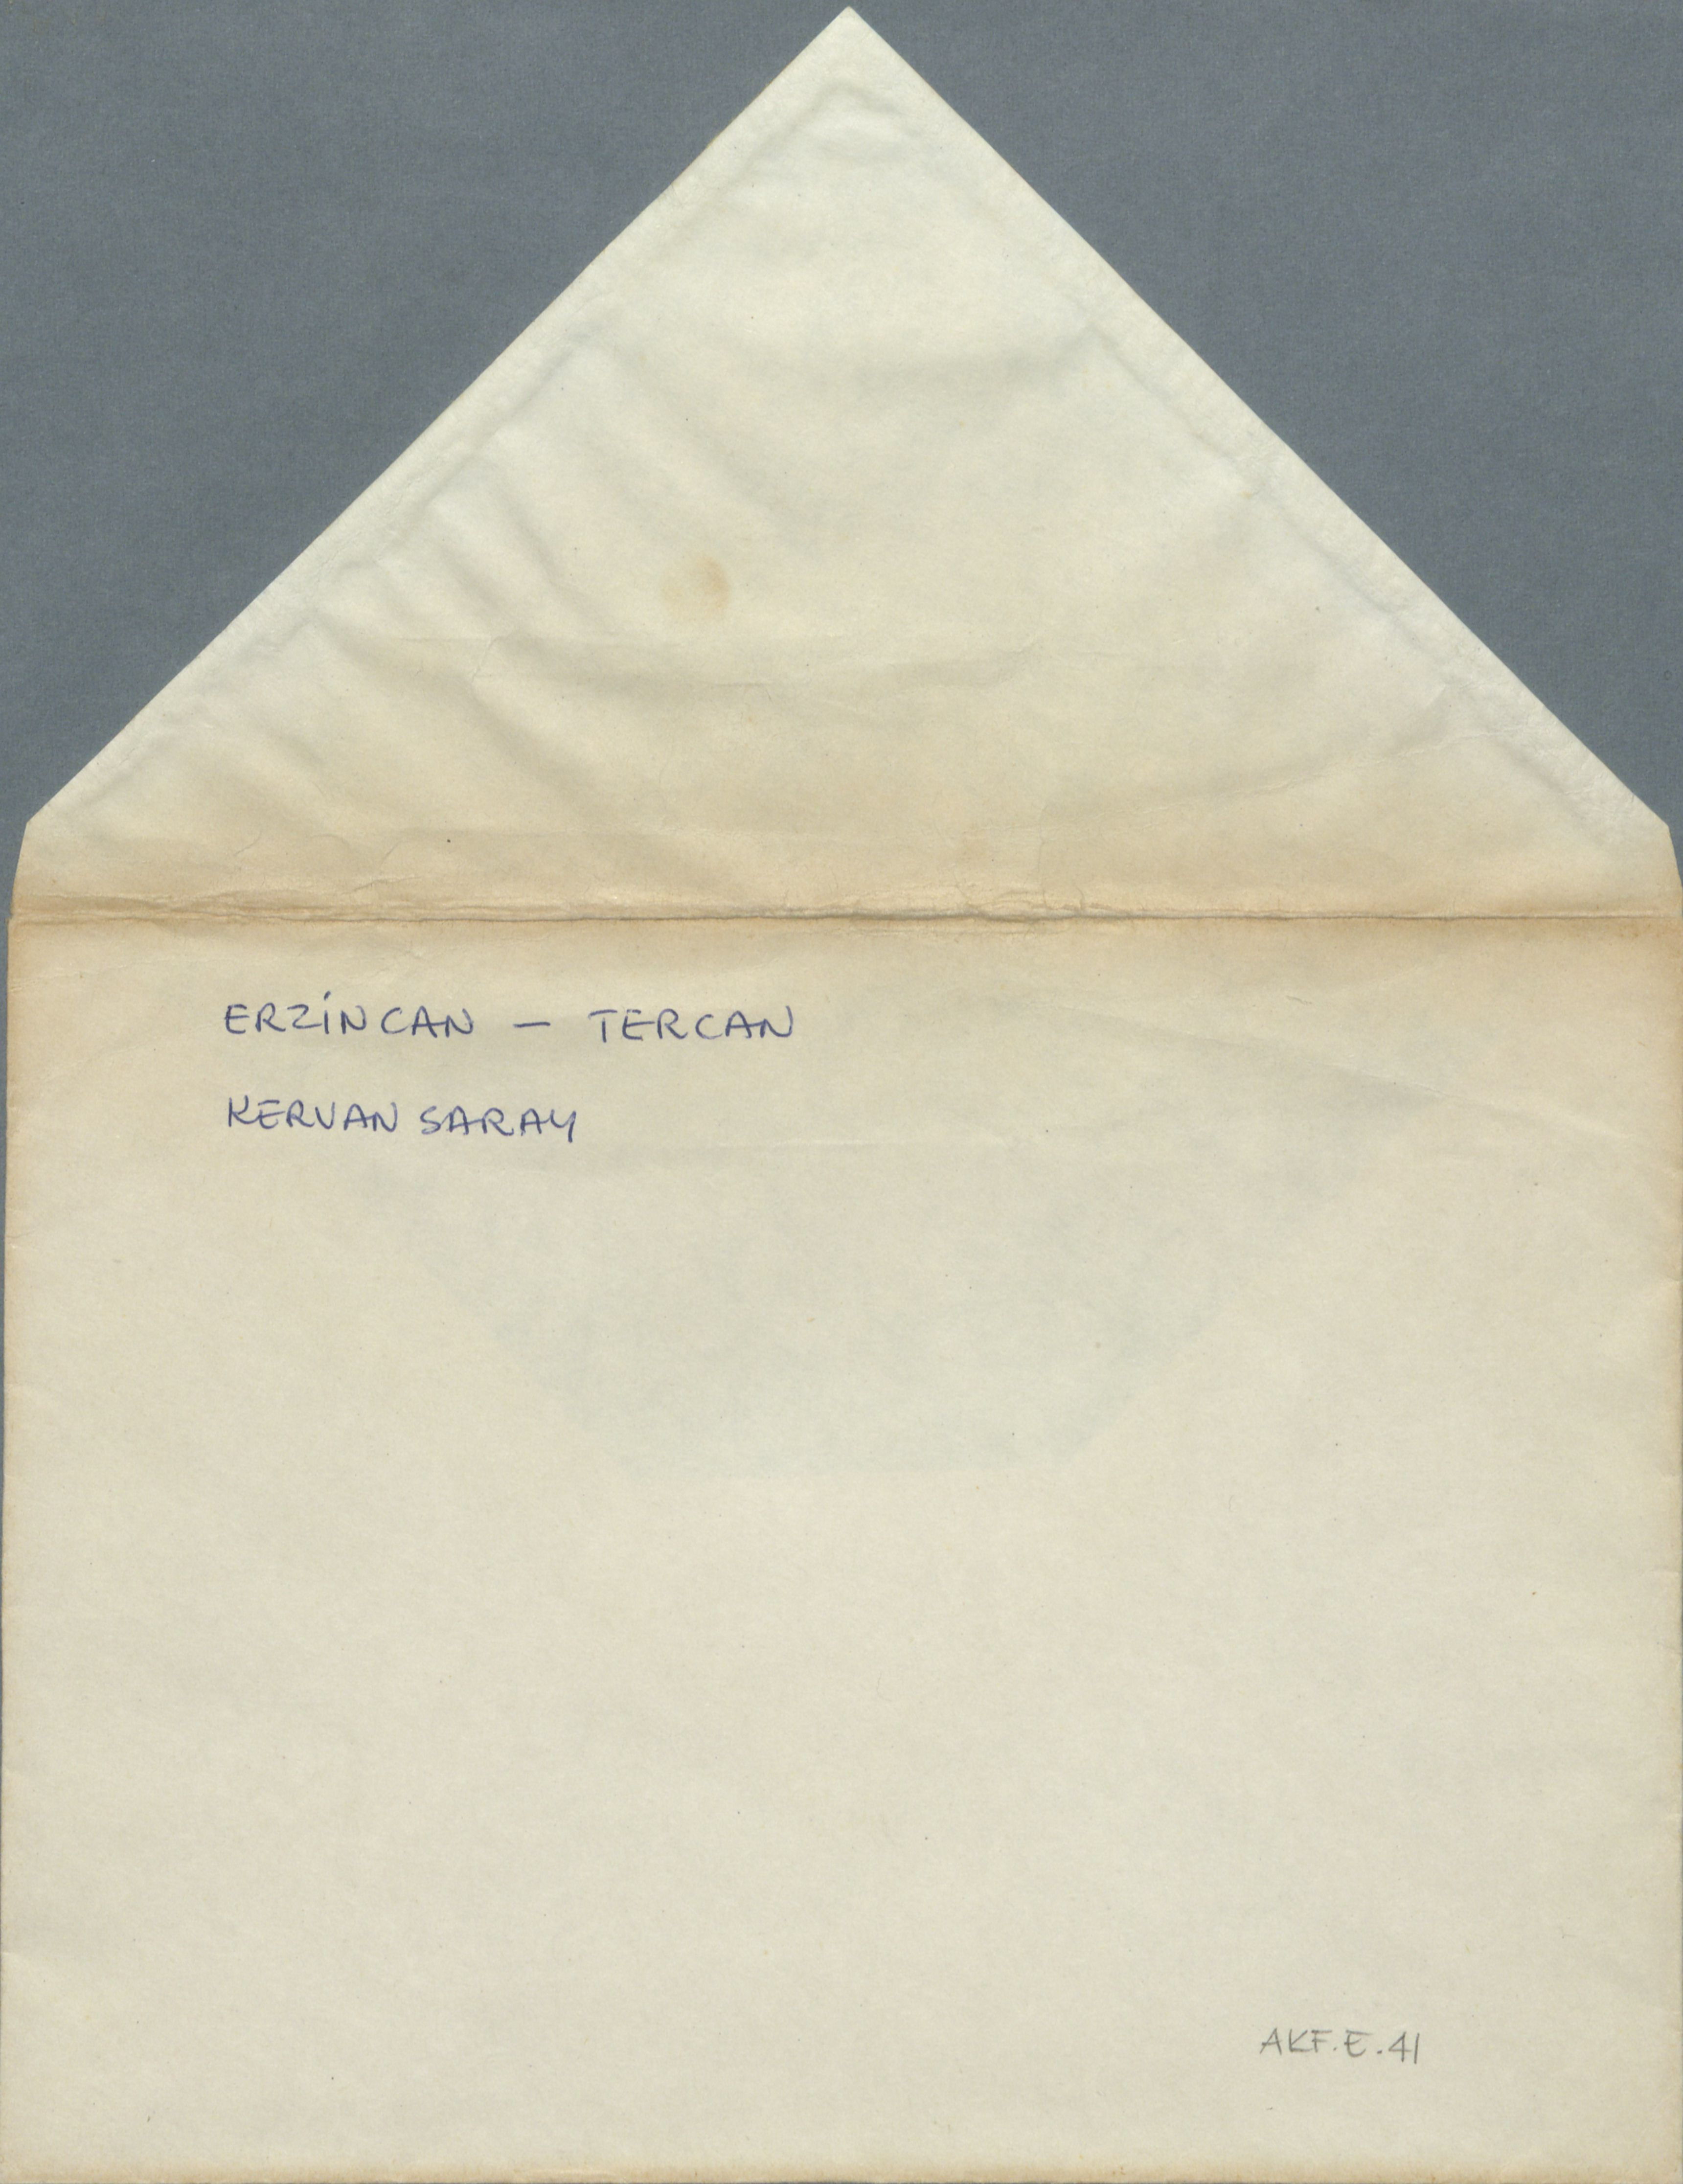 ERZİNCAN — TERCAN
KERVAN SARAY
AKF.E.41